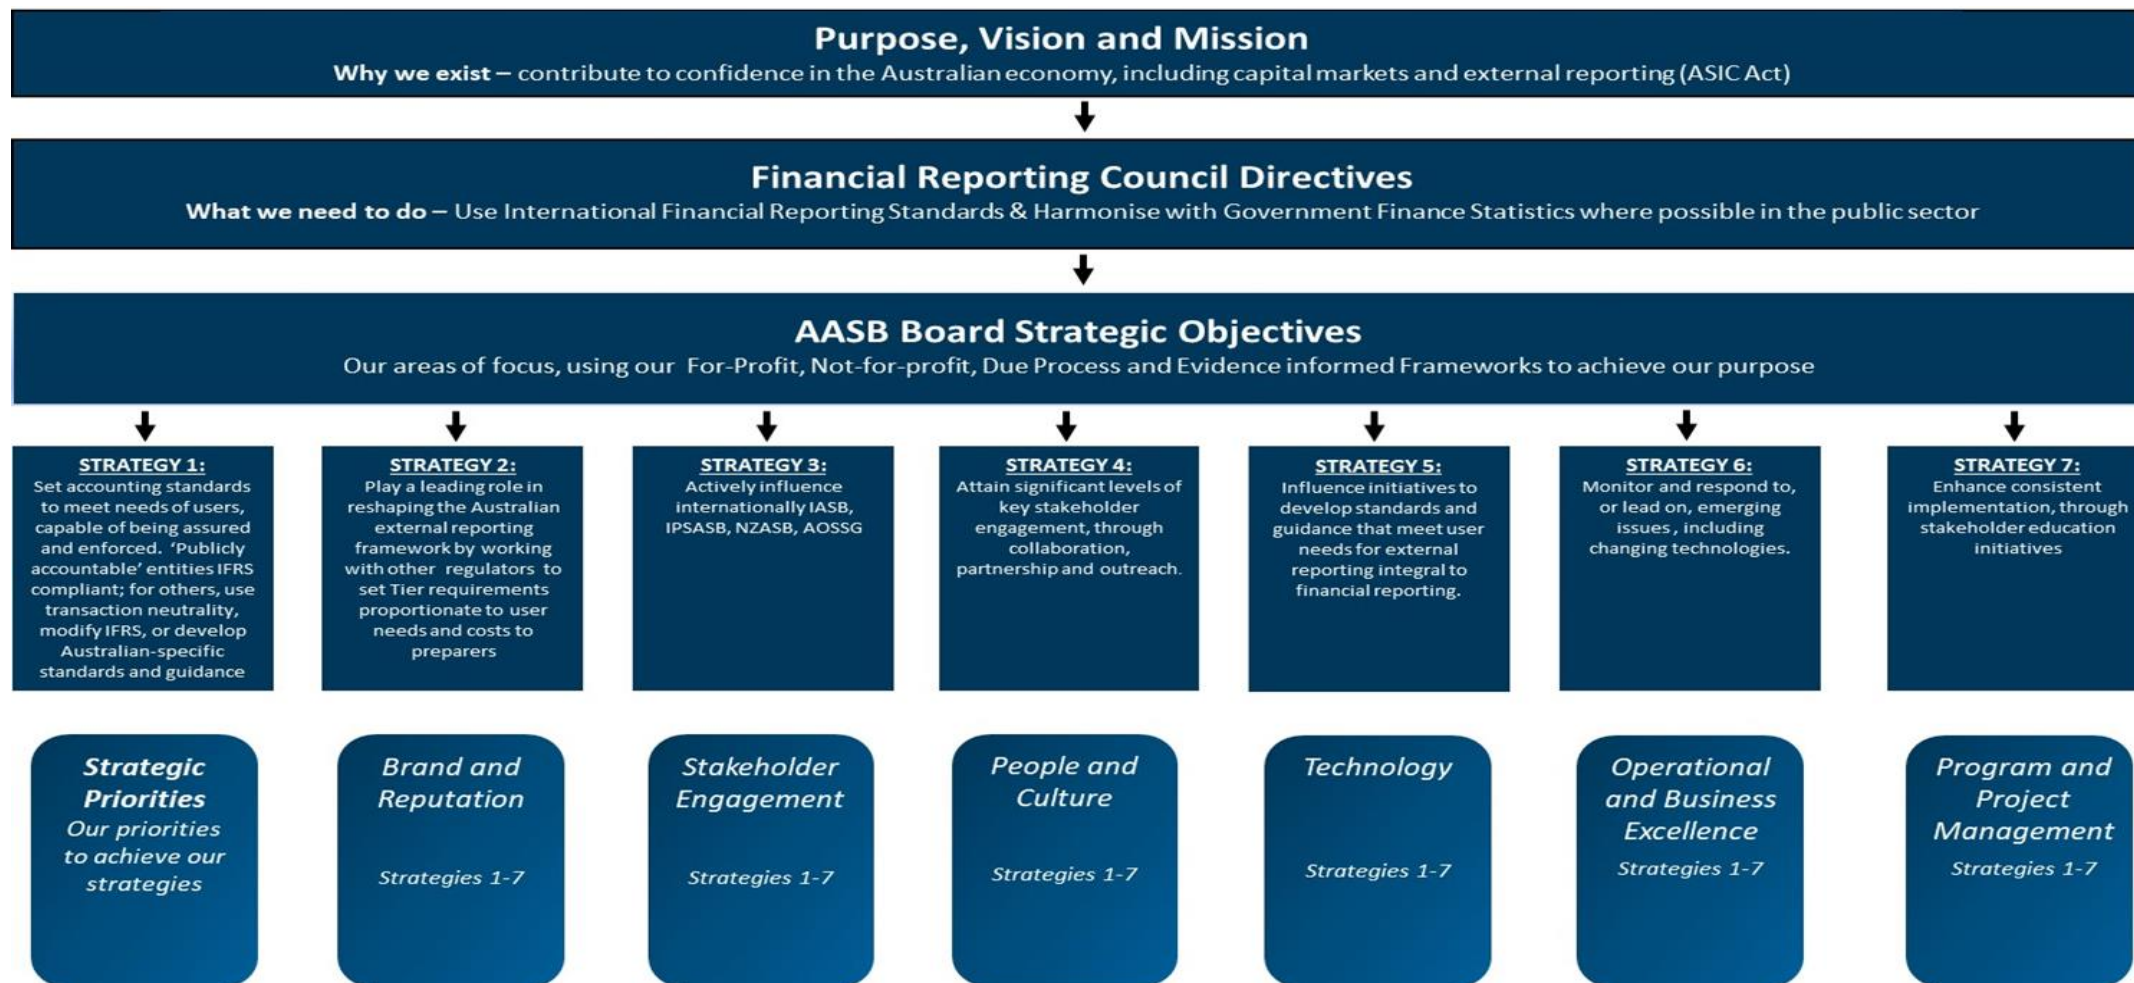 Purpose, Vision and Mission
Why we exist – contribute to confidence in the Australian economy, including capital markets and external reporting (ASIC Act)
Financial Reporting Council Directives
What we need to do – Use International Financial Reporting Standards & Harmonise with Government Finance Statistics where possible in the public sector
AASB Board Strategic Objectives
Our areas of focus, using our For-Profit, Not-for-profit, Due Process and Evidence informed Frameworks to achieve our purpose
STRATEGY 1:
Set accounting standards
to meet needs of users,
capable of being assured
and enforced. ‘Publicly
accountable’ entities IFRS
compliant; for others, use
transaction neutrality,
modify IFRS, or develop
Australian-specific
standards and guidance
STRATEGY 2:
Play a leading role in
reshaping the Australian
external reporting
framework by working
with other regulators to
set Tier requirements
proportionate to user
needs and costs to
preparers
STRATEGY 3:
Actively influence
internationally IASB,
IPSASB, NZASB, AOSSG
STRATEGY 4:
Attain significant levels of
key stakeholder
engagement, through
collaboration,
partnership and outreach.
STRATEGY 5:
Influence initiatives to
develop standards and
guidance that meet user
needs for external
reporting integral to
financial reporting.
STRATEGY 6:
Monitor and respond to,
or lead on, emerging
issues, including
changing technologies.
STRATEGY 7:
Enhance consistent
implementation, through
stakeholder education
initiatives
Strategic
Priorities
Our priorities
to achieve our
strategies
Brand and
Reputation
Strategies 1-7
Stakeholder
Engagement
Strategies 1-7
People and
Culture
Strategies 1-7
Technology
Strategies 1-7
Operational
and Business
Excellence
Strategies 1-7
Program and
Project
Management
Strategies 1-7